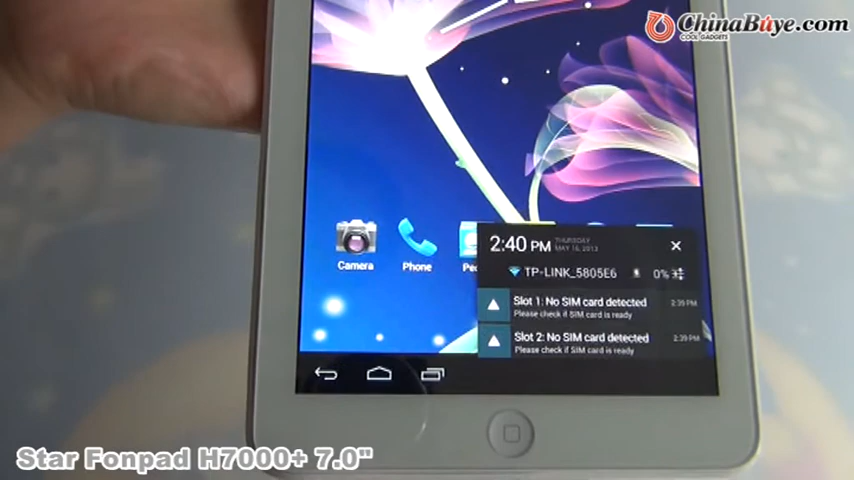 ChinaBuye.com
COOL GADGETS
2:40 PM
THURSDAY
MAY 16, 2013
TP-LINK_5805E6
0%
Slot 1: No SIM card detected
2:39 PM
Please check if SIM card is ready
Slot 2: No SIM card detected
2:39 PM
Please check if SIM card is ready
Camera
Phone
Peo
Star Fonpad H7000+ 7.0"